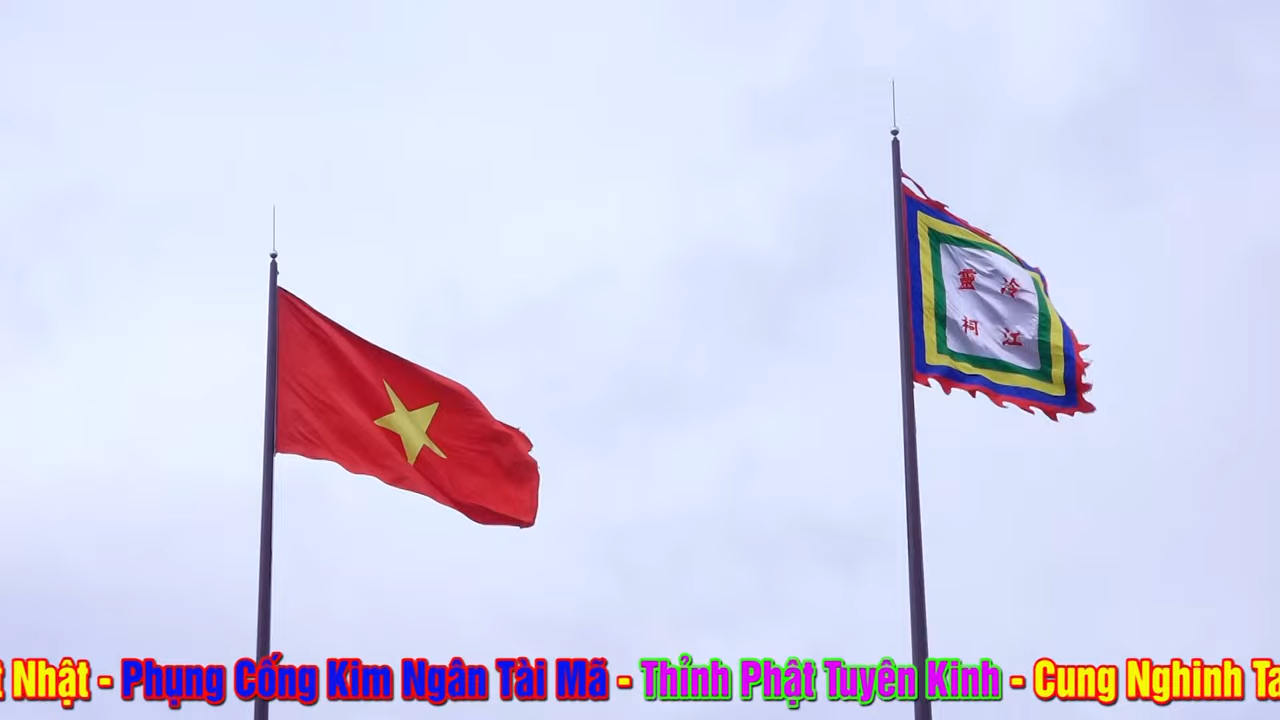 冷江
靈祠
Nhật - Phụng Cống Kim Ngân Tài Mã - Thỉnh Phật Tuyên Kinh - Cung Nghinh